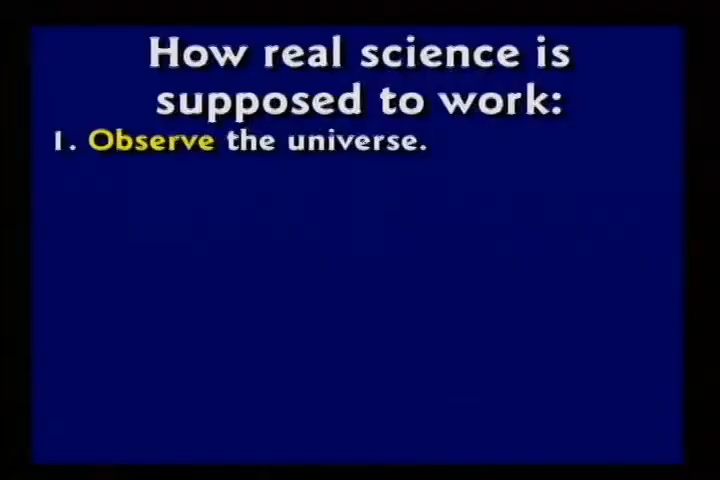 How real science is
supposed to work:
1. Observe the universe.